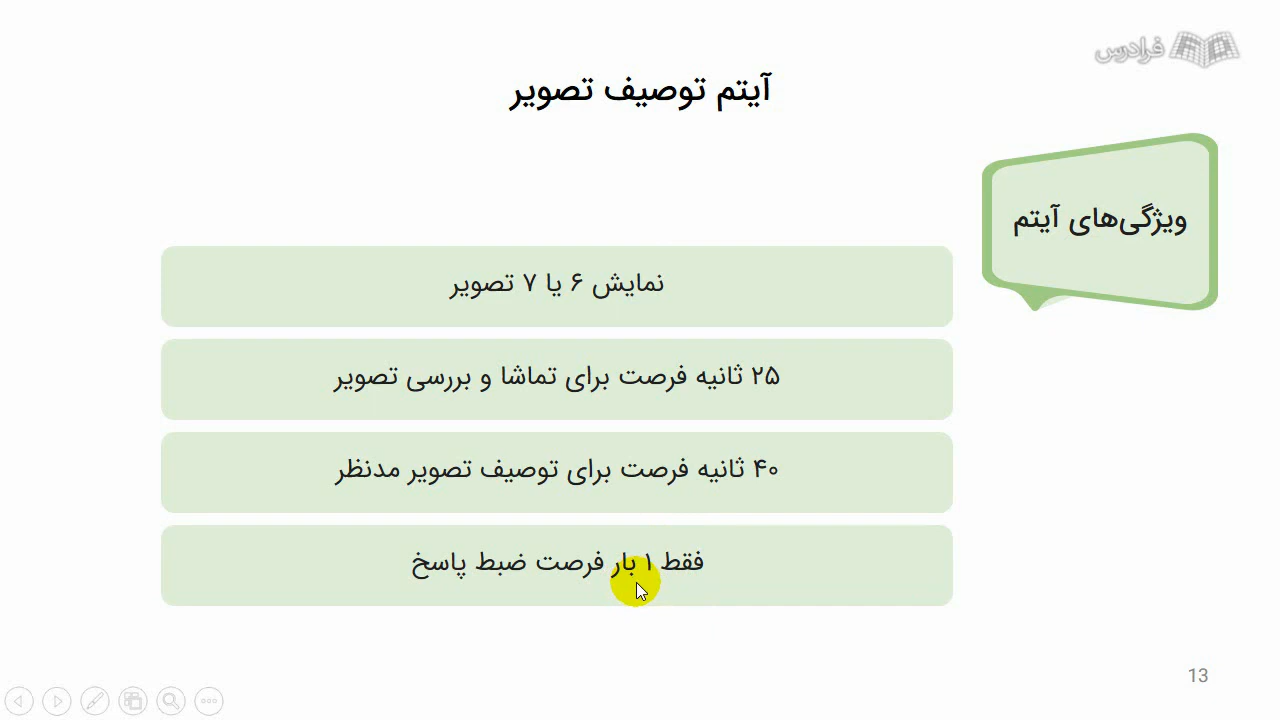 فرادرس
آیتم توصیف تصویر
ویژگی‌های آیتم
نمایش ۶ یا ۷ تصویر
۲۵ ثانیه فرصت برای تماشا و بررسی تصویر
۴۰ ثانیه فرصت برای توصیف تصویر مدنظر
فقط ۱ بار فرصت ضبط پاسخ
13